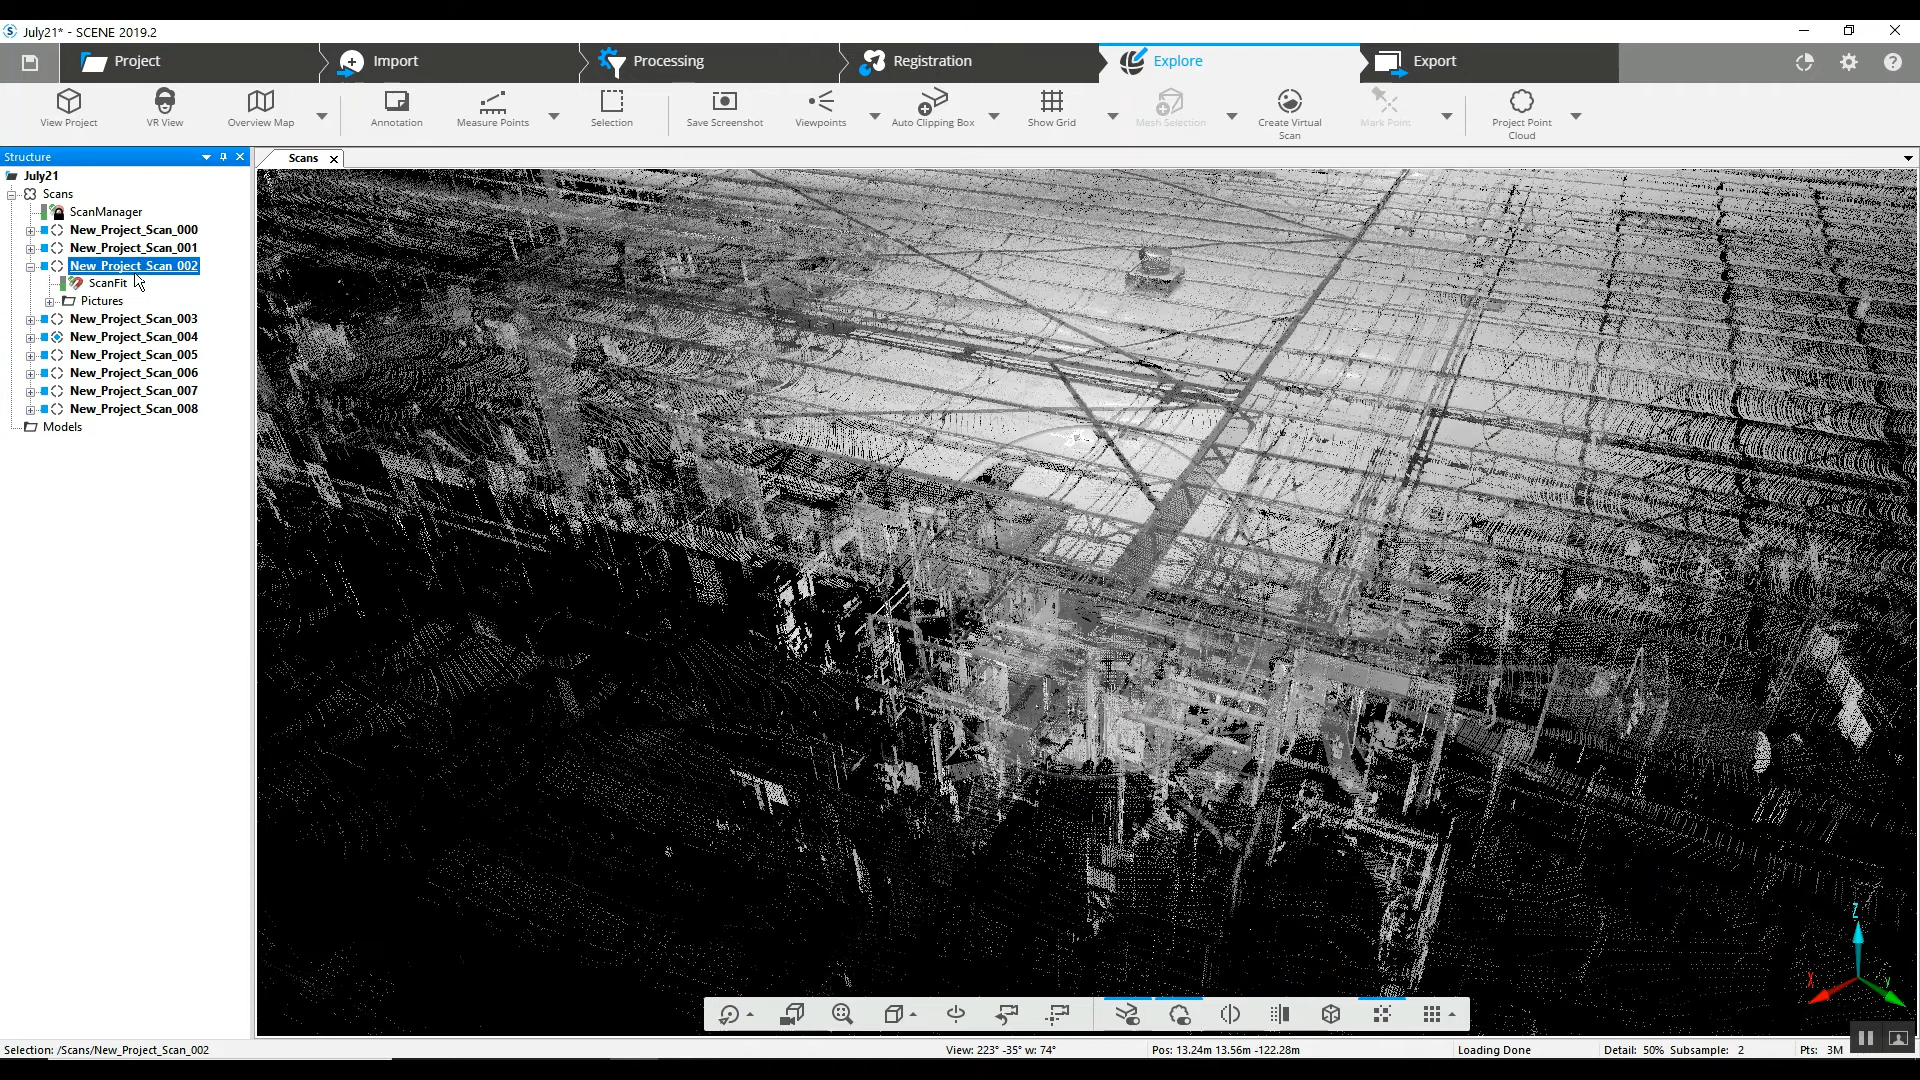 July21* - SCENE 2019.2
Project
Import
Processing
Registration
Explore
Export
View Project
VR View
Overview Map
Annotation
Measure Points
Selection
Save Screenshot
Viewpoints
Auto Clipping Box
Show Grid
Mesh Selection
Create Virtual
Scan
Mark Point
Project Point
Cloud
Structure
Scans
July21
Scans
ScanManager
New_Project_Scan_000
New_Project_Scan_001
New_Project_Scan_002
ScanFit
Pictures
New_Project_Scan_003
New_Project_Scan_004
New_Project_Scan_005
New_Project_Scan_006
New_Project_Scan_007
New_Project_Scan_008
Models
Z
X
y
Selection: /Scans/New_Project_Scan_002
View: 223° -35° w: 74°
Pos: 13.24m 13.56m -122.28m
Loading Done
Detail: 50% Subsample: 2
Pts: 3M